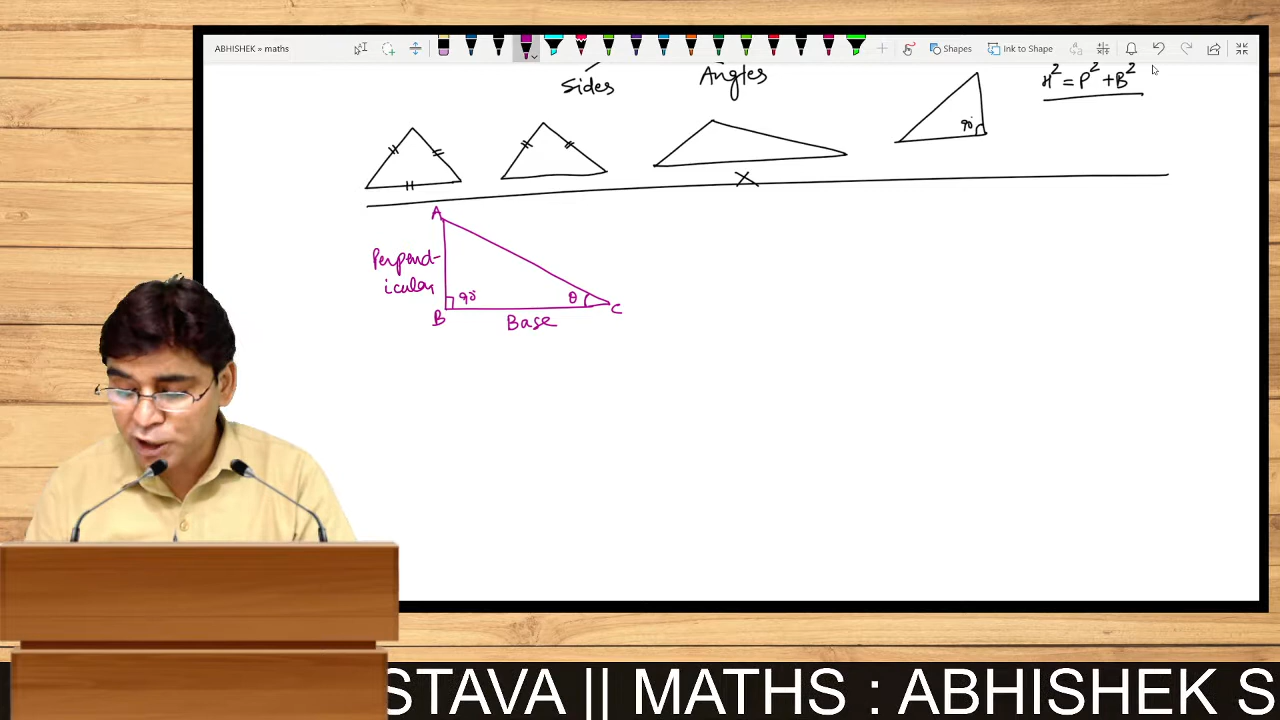 ABHISHEK » maths
Shapes
Ink to Shape
Sides
Angles
H² = P² + B²
90°
A
Perpend-
icular
90°
θ
B
C
Base
STAVA || MATHS : ABHISHEK S